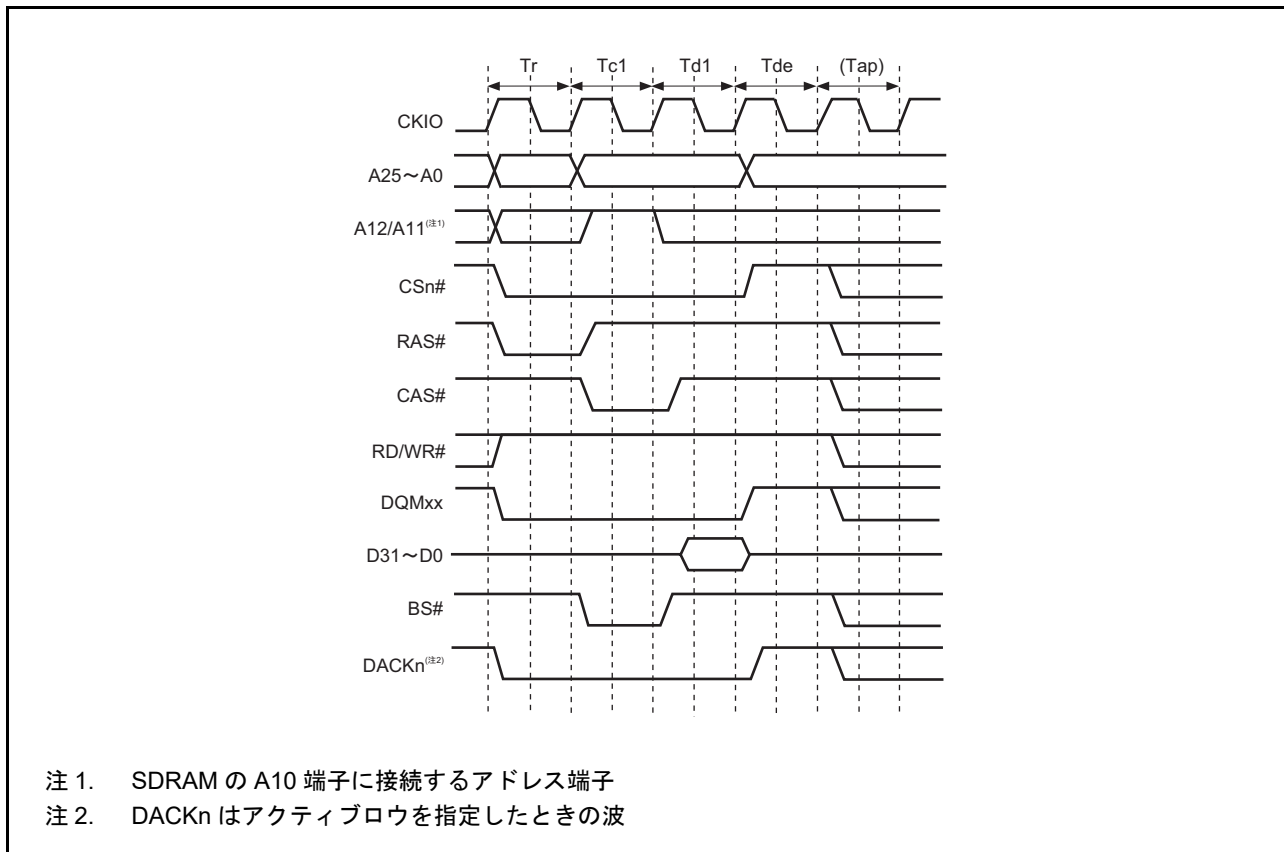 Tr Tc1 Td1 Tde (Tap)
CKIO
A25～A0
A12/A11(注1)
CSn#
RAS#
CAS#
RD/WR#
DQMxx
D31～D0
BS#
DACKn(注2)
注 1. SDRAM の A10 端子に接続するアドレス端子
注 2. DACKn はアクティブロウを指定したときの波